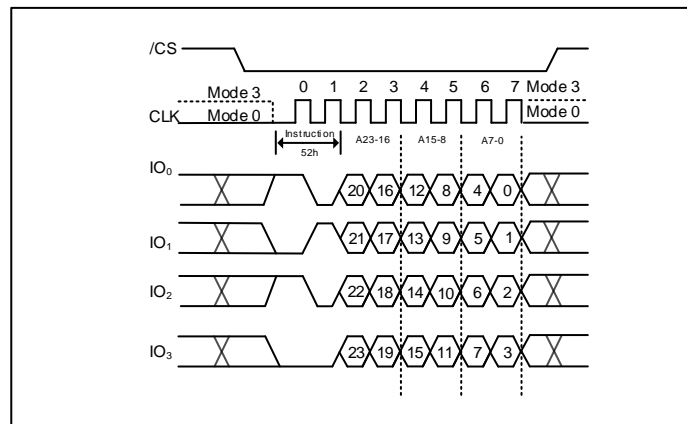 /CS
0 1 2 3 4 5 6 7
Mode 3 Mode 3
CLK Mode 0 Mode 0
Instruction A23-16 A15-8 A7-0
52h
IO₀ 20 16 12 8 4 0
IO₁ 21 17 13 9 5 1
IO₂ 22 18 14 10 6 2
IO₃ 23 19 15 11 7 3